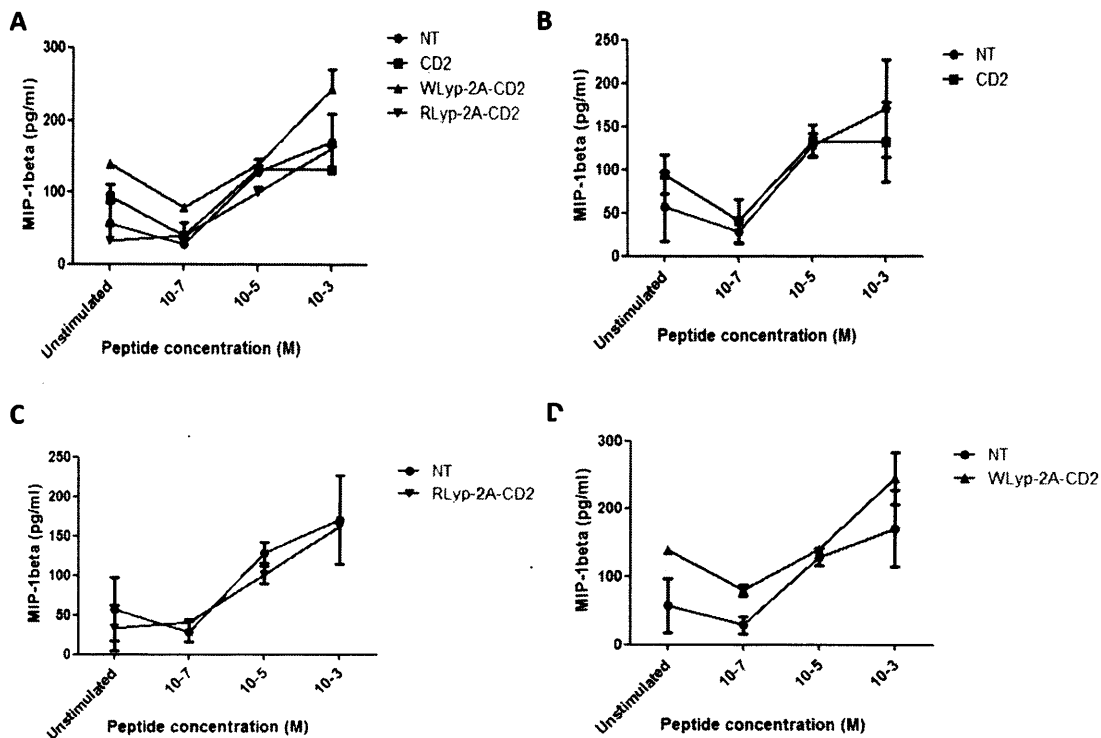 A
300
200
100
0
MIP-1beta (pg/ml)
Unstimulated
10-7
10-5
10-3
Peptide concentration (M)
NT
CD2
WLyp-2A-CD2
RLyp-2A-CD2
B
250
200
150
100
50
0
MIP-1beta (pg/ml)
Unstimulated
10-7
10-5
10-3
Peptide concentration (M)
NT
CD2
C
250
200
150
100
50
0
MIP-1beta (pg/ml)
Unstimulated
10-7
10-5
10-3
Peptide concentration (M)
NT
RLyp-2A-CD2
D
300
200
100
0
MIP-1beta (pg/ml)
Unstimulated
10-7
10-5
10-3
Peptide concentration (M)
NT
WLyp-2A-CD2